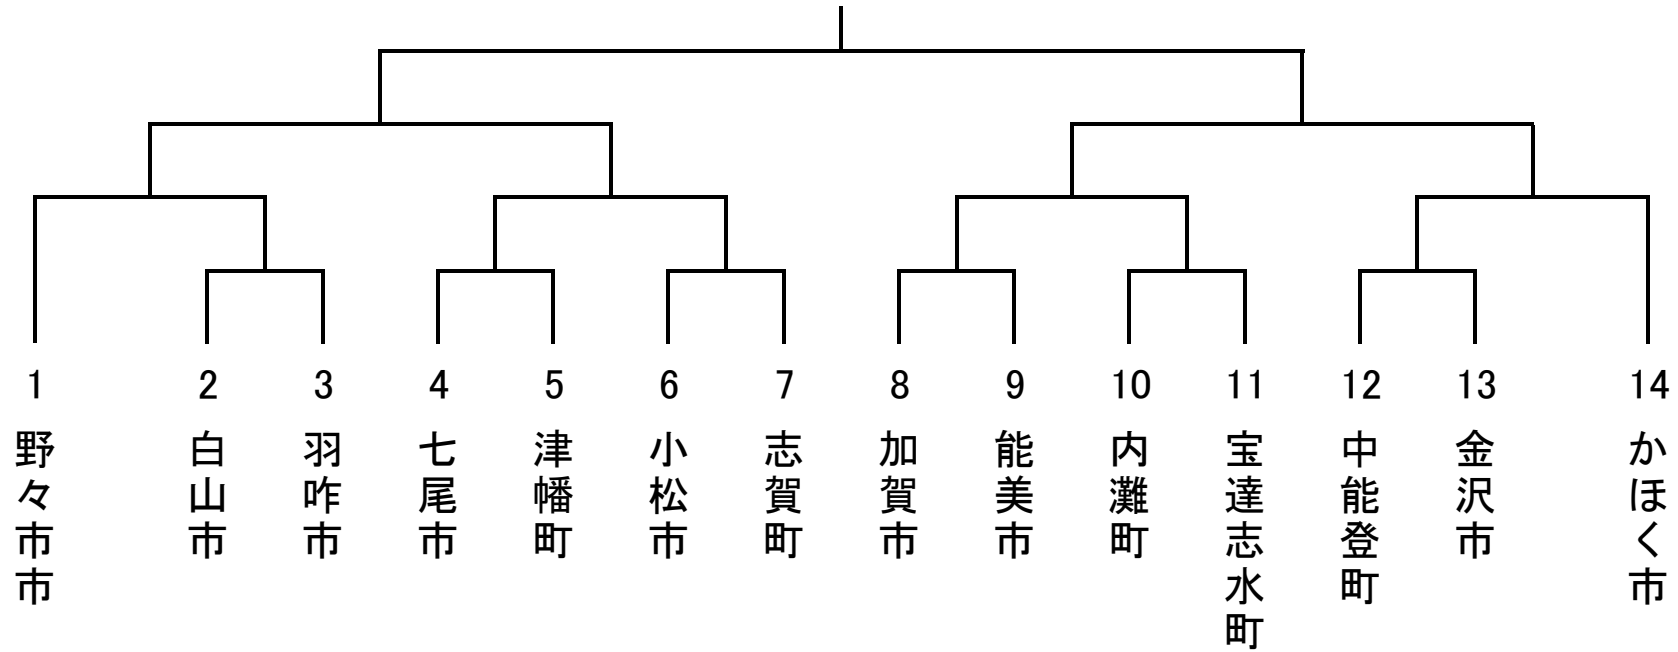 1 2 3 4 5 6 7 8 9 10 11 12 13 14
野々市市
白山市
羽咋市
七尾市
津幡町
小松市
志賀町
加賀市
能美市
内灘町
宝達志水町
中能登町
金沢市
かほく市